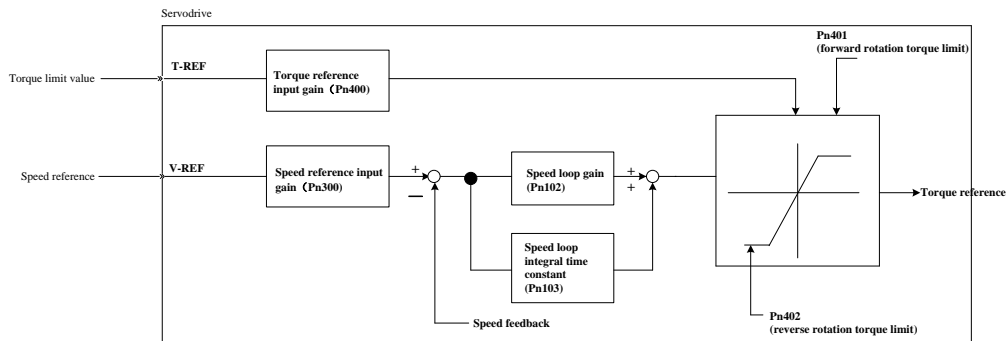 Servodrive
Pn401
(forward rotation torque limit)
T-REF
Torque limit value
Torque reference
input gain（Pn400）
V-REF
Speed reference
Speed reference input
gain（Pn300）
+
—
Speed loop gain
(Pn102)
+
+
Torque reference
Speed loop
integral time
constant
(Pn103)
Speed feedback
Pn402
(reverse rotation torque limit)